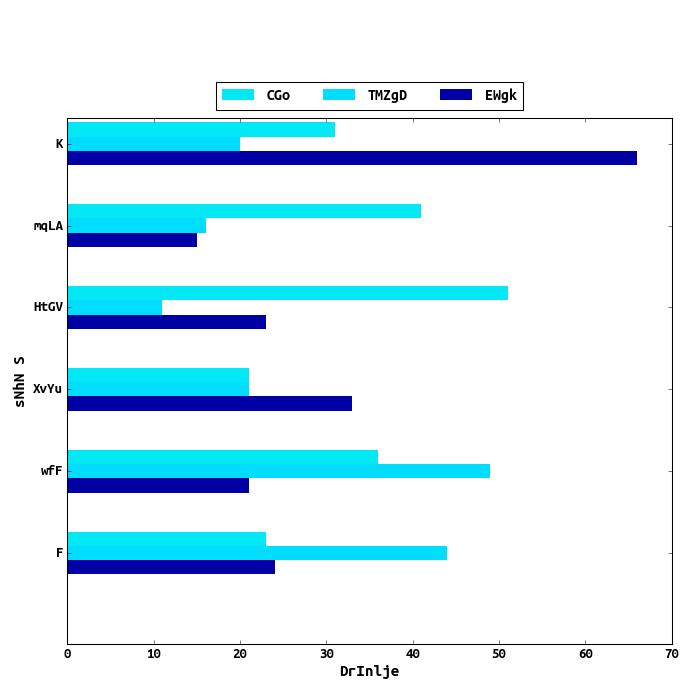 CGo TMZgD EWgk
K
mqLA
HtGV
XvYu
wfF
F
sNhN S
0 10 20 30 40 50 60 70
DrInlje